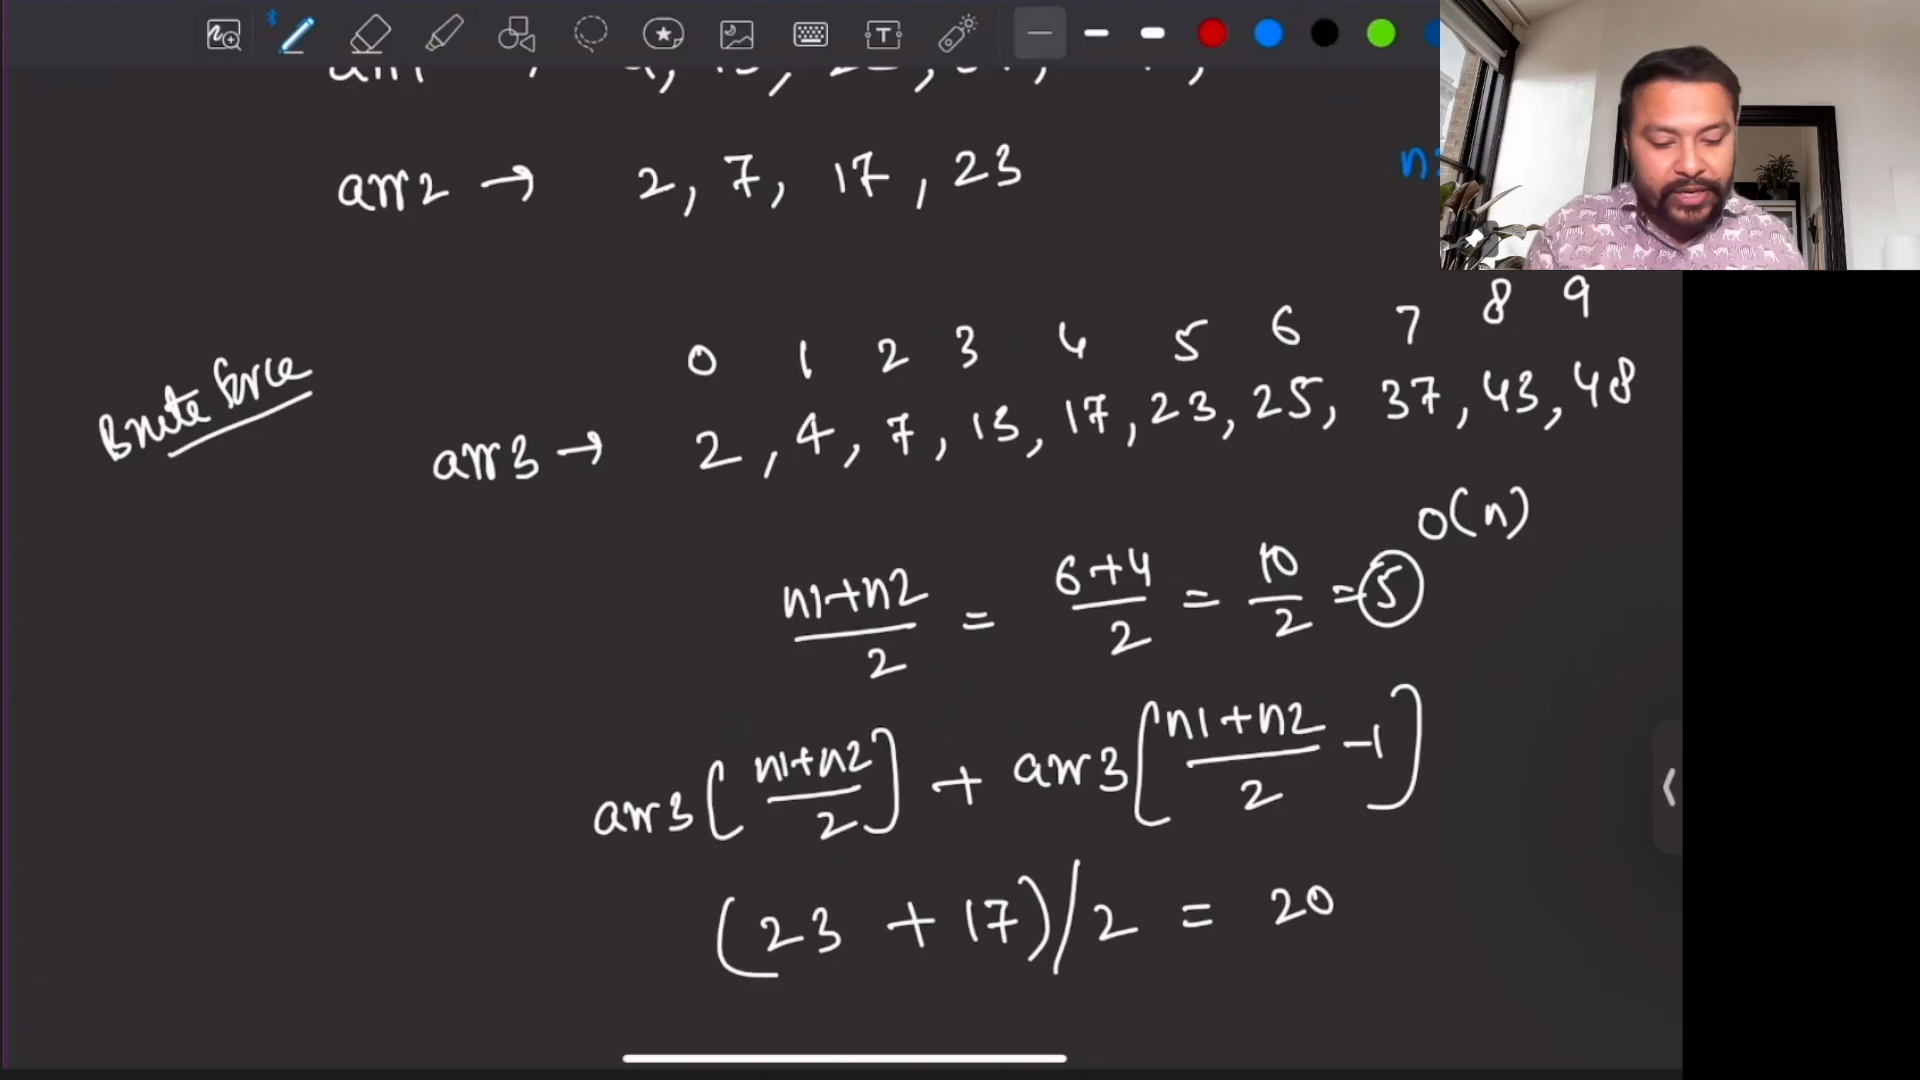 arr2 → 2, 7, 17, 23
n
0 1 2 3 4 5 6 7 8 9
Brute force
arr3 → 2, 4, 7, 13, 17, 23, 25, 37, 43, 48
O(n)
n1+n2/2 = 6+4/2 = 10/2 = 5
arr3[n1+n2/2] + arr3[n1+n2/2 -1]
(23 + 17)/2 = 20